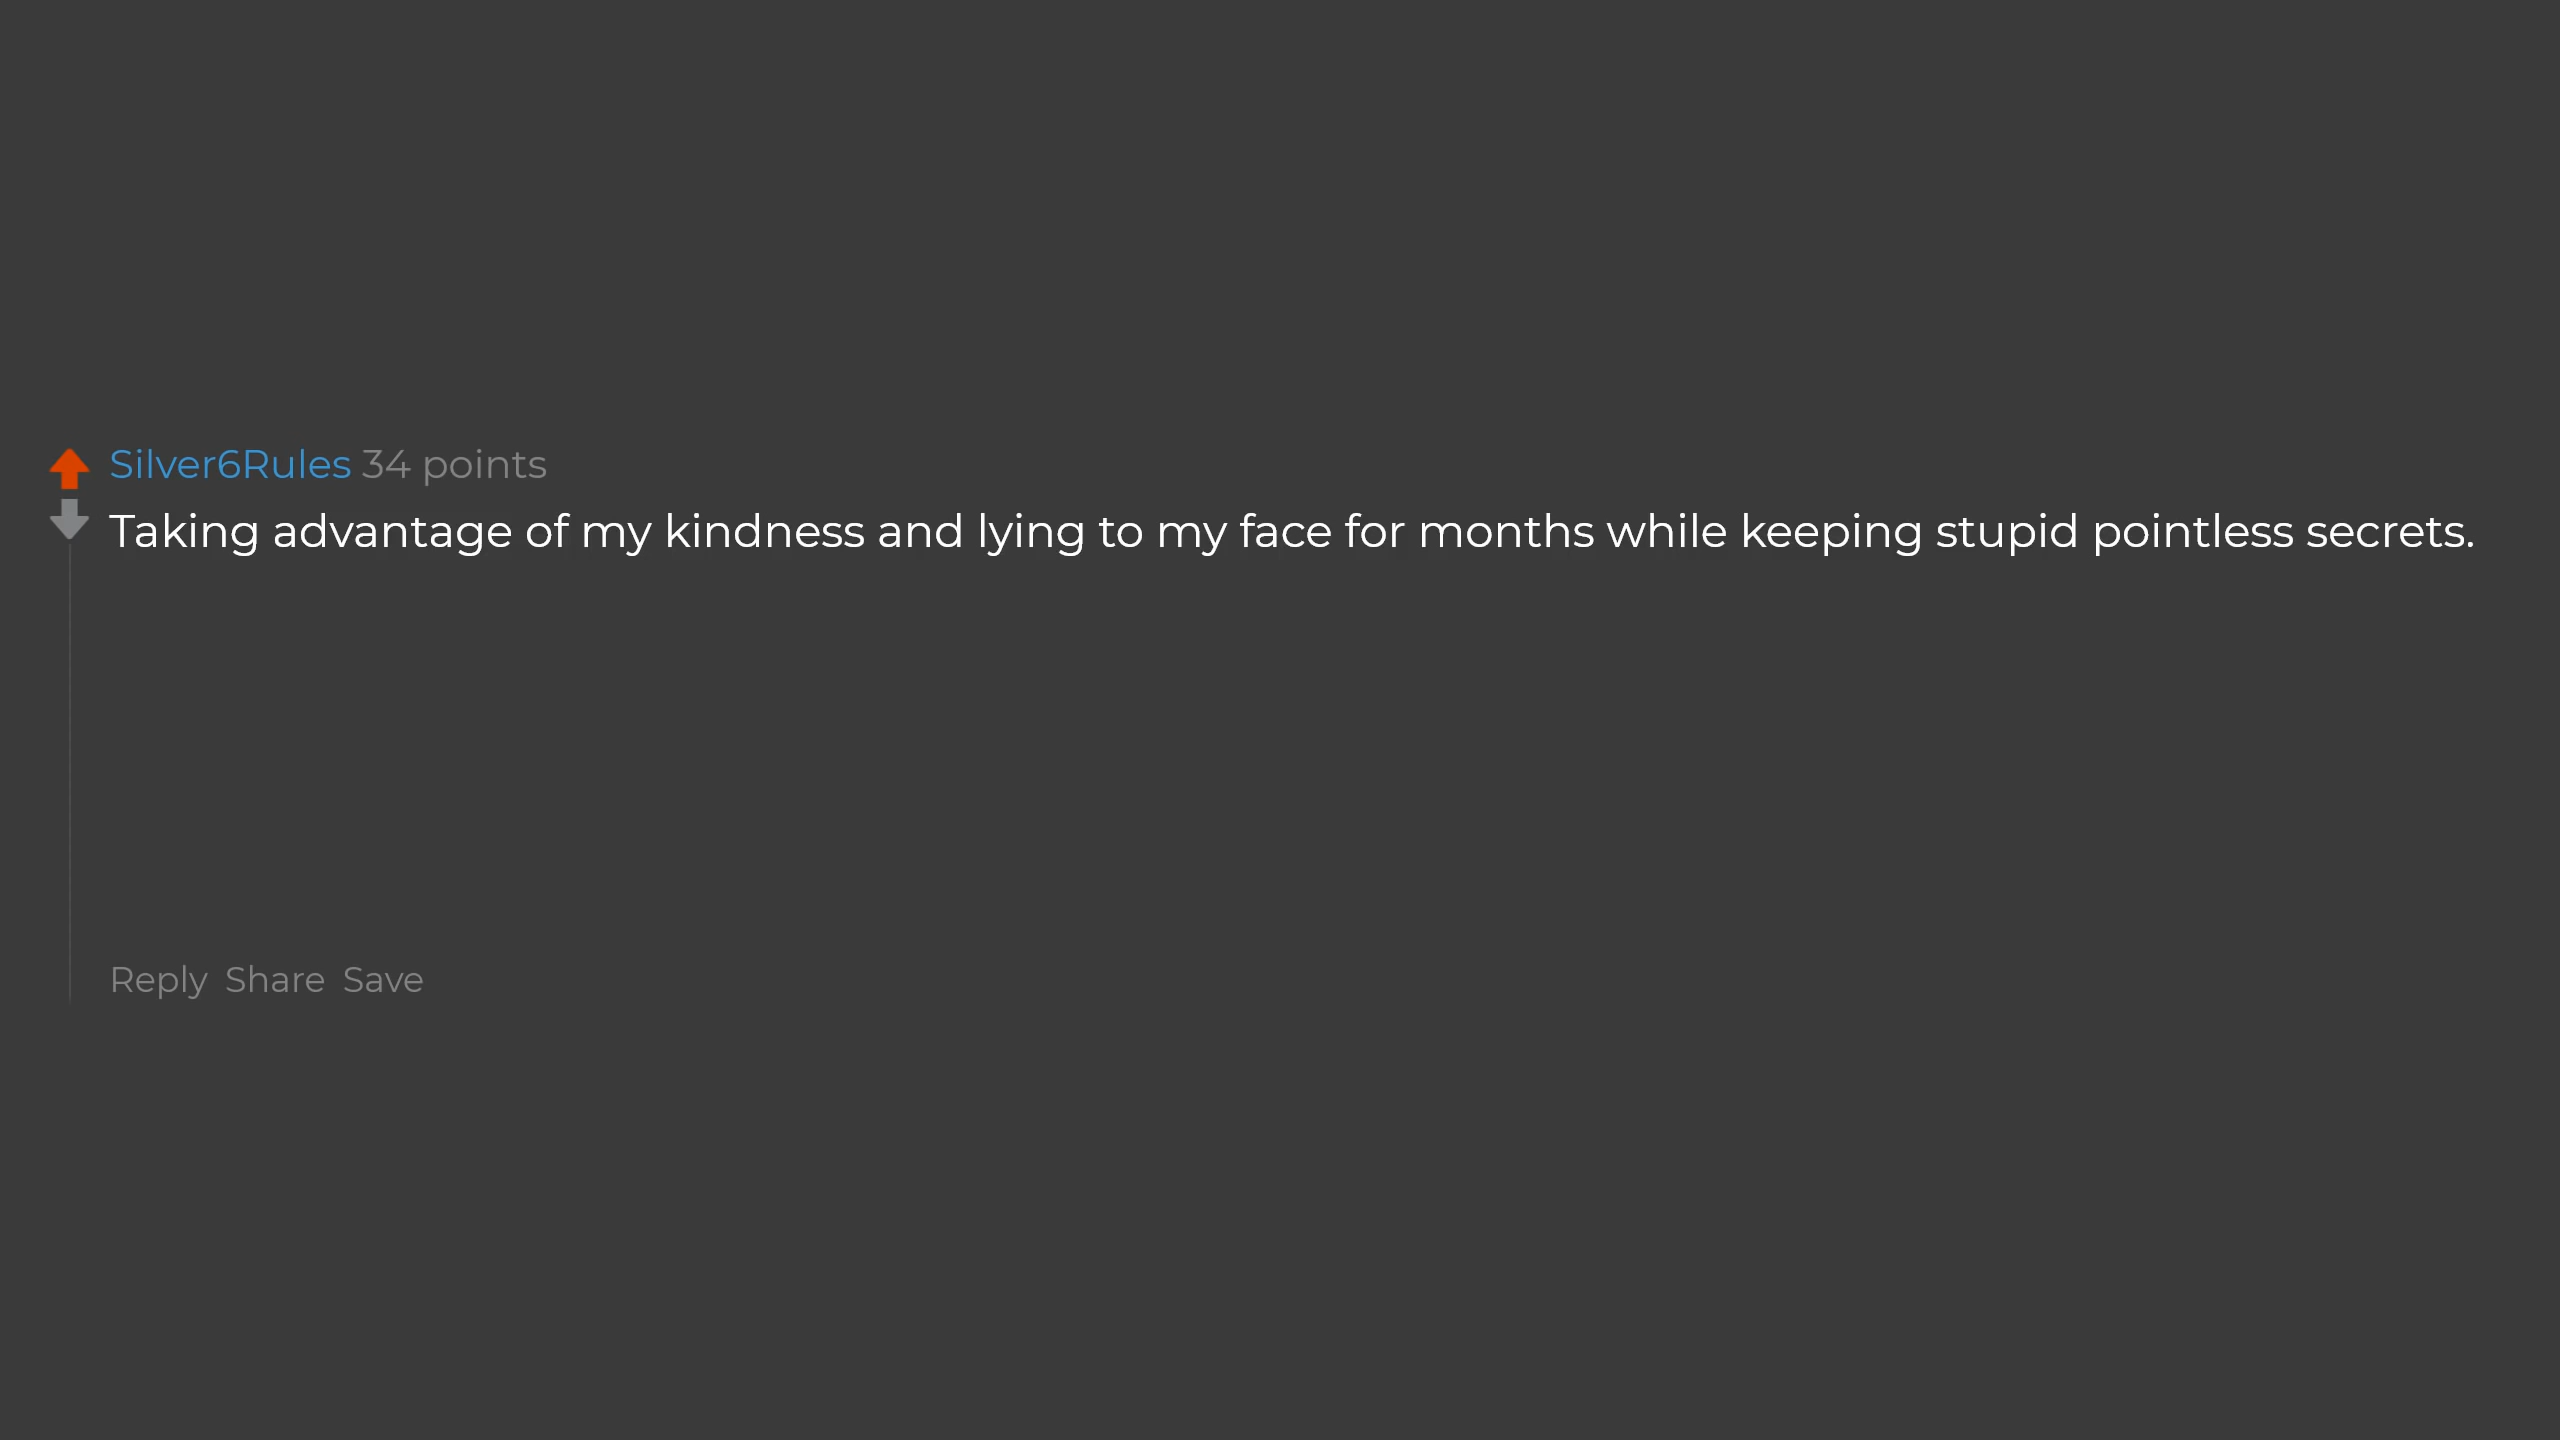 Silver6Rules 34 points
Taking advantage of my kindness and lying to my face for months while keeping stupid pointless secrets.
Reply Share Save